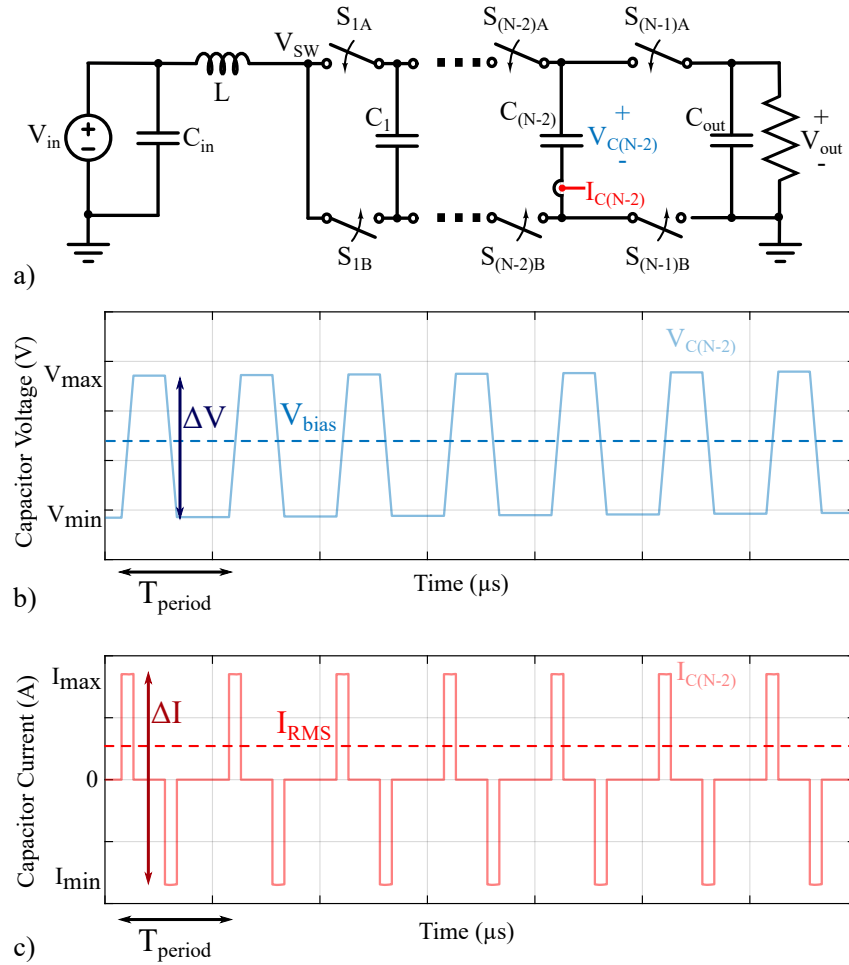 S1A
S(N-2)A
S(N-1)A
VSW
L
Vin
+
-
Cin
C1
C(N-2)
+
VC(N-2)
-
IC(N-2)
Cout
+
Vout
-
S1B
S(N-2)B
S(N-1)B
a)
Capacitor Voltage (V)
Vmax
Vmin
ΔV
Vbias
VC(N-2)
Tperiod
Time (µs)
b)
Capacitor Current (A)
Imax
0
Imin
ΔI
IRMS
IC(N-2)
Tperiod
Time (µs)
c)